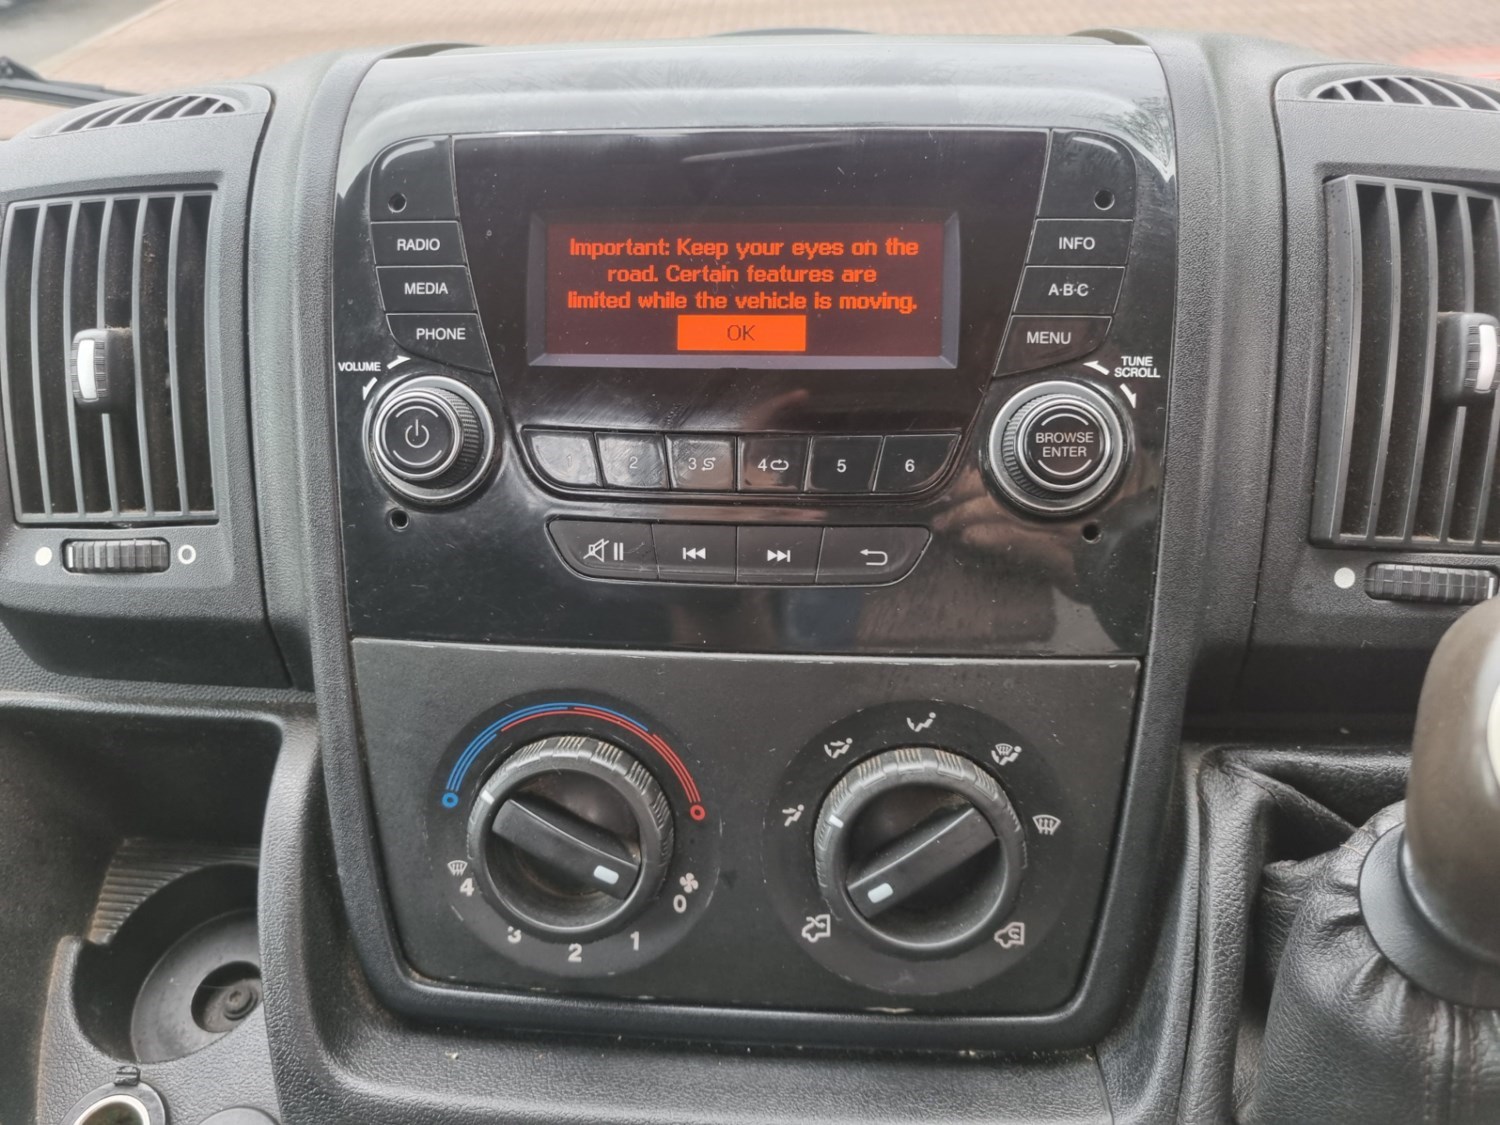 RADIO
MEDIA
PHONE
VOLUME
Important: Keep your eyes on the
road. Certain features are
limited while the vehicle is moving.
OK
INFO
A·B·C
MENU
TUNE
SCROLL
BROWSE
ENTER
1
2
3
4
5
6
4
3
2
1
0